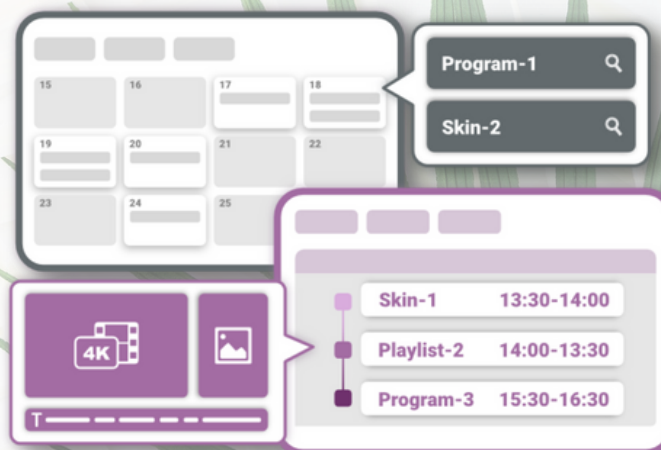 15 16 17 18
Program-1
Skin-2
19 20 21 22
23 24 25
Skin-1 13:30-14:00
Playlist-2 14:00-13:30
Program-3 15:30-16:30
4K
T